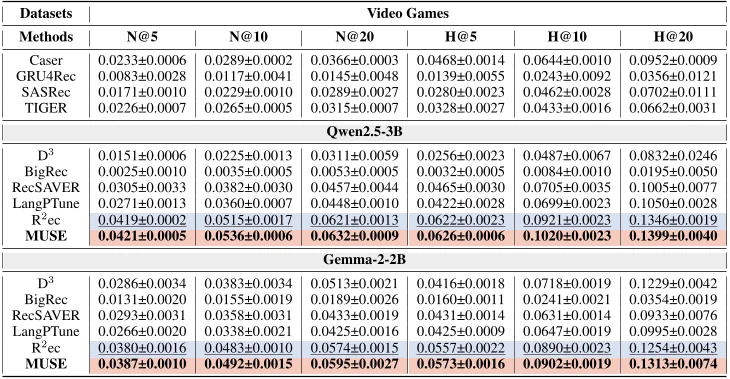 Datasets Video Games
Methods N@5 N@10 N@20 H@5 H@10 H@20
Caser 0.0233±0.0006 0.0289±0.0002 0.0366±0.0003 0.0468±0.0014 0.0644±0.0010 0.0952±0.0009
GRU4Rec 0.0083±0.0028 0.0117±0.0041 0.0145±0.0048 0.0139±0.0055 0.0243±0.0092 0.0356±0.0121
SASRec 0.0171±0.0010 0.0229±0.0010 0.0289±0.0027 0.0280±0.0023 0.0462±0.0028 0.0702±0.0111
TIGER 0.0226±0.0007 0.0265±0.0005 0.0315±0.0007 0.0328±0.0027 0.0433±0.0016 0.0662±0.0031
Qwen2.5-3B
D³ 0.0151±0.0006 0.0225±0.0013 0.0311±0.0059 0.0256±0.0023 0.0487±0.0067 0.0832±0.0246
BigRec 0.0025±0.0010 0.0035±0.0005 0.0053±0.0005 0.0032±0.0005 0.0084±0.0010 0.0195±0.0050
RecSAVER 0.0305±0.0033 0.0382±0.0030 0.0457±0.0044 0.0465±0.0030 0.0705±0.0035 0.1005±0.0077
LangPTune 0.0271±0.0013 0.0360±0.0007 0.0448±0.0010 0.0422±0.0028 0.0699±0.0023 0.1050±0.0028
R²ec 0.0419±0.0002 0.0515±0.0017 0.0621±0.0013 0.0622±0.0023 0.0921±0.0023 0.1346±0.0019
MUSE 0.0421±0.0005 0.0536±0.0006 0.0632±0.0009 0.0626±0.0006 0.1020±0.0023 0.1399±0.0040
Gemma-2-2B
D³ 0.0286±0.0034 0.0383±0.0034 0.0513±0.0021 0.0416±0.0018 0.0718±0.0019 0.1229±0.0042
BigRec 0.0131±0.0020 0.0155±0.0019 0.0189±0.0026 0.0160±0.0011 0.0241±0.0021 0.0354±0.0019
RecSAVER 0.0293±0.0031 0.0358±0.0031 0.0433±0.0019 0.0431±0.0014 0.0631±0.0014 0.0933±0.0076
LangPTune 0.0266±0.0020 0.0338±0.0021 0.0425±0.0016 0.0425±0.0009 0.0647±0.0019 0.0995±0.0028
R²ec 0.0380±0.0016 0.0483±0.0010 0.0574±0.0015 0.0557±0.0022 0.0890±0.0023 0.1254±0.0043
MUSE 0.0387±0.0010 0.0492±0.0015 0.0595±0.0027 0.0573±0.0016 0.0902±0.0019 0.1313±0.0074